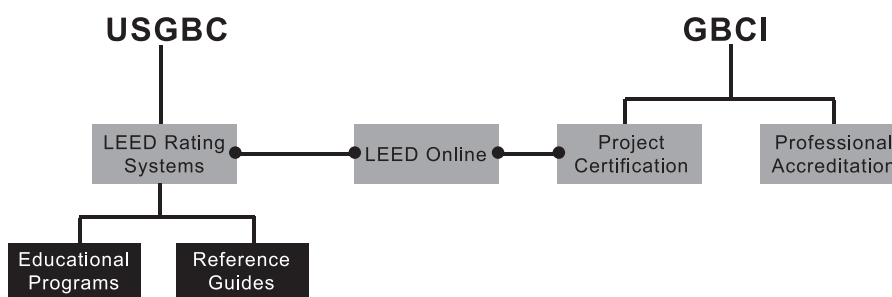 USGBC
GBCI
LEED Rating
Systems
LEED Online
Project
Certification
Professional
Accreditation
Educational
Programs
Reference
Guides